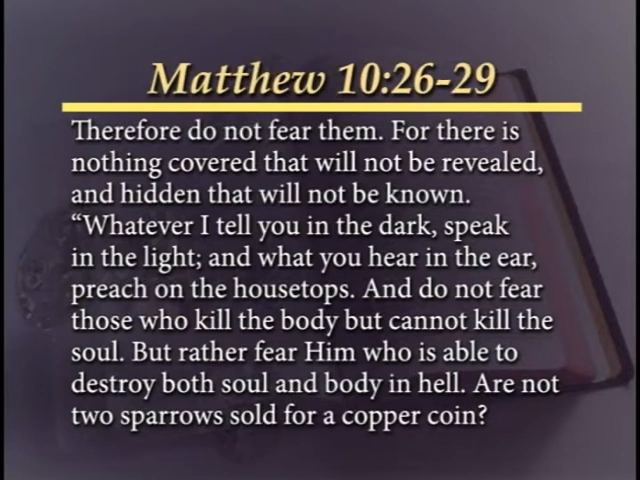 Matthew 10:26-29
Therefore do not fear them. For there is
nothing covered that will not be revealed,
and hidden that will not be known.
“Whatever I tell you in the dark, speak
in the light; and what you hear in the ear,
preach on the housetops. And do not fear
those who kill the body but cannot kill the
soul. But rather fear Him who is able to
destroy both soul and body in hell. Are not
two sparrows sold for a copper coin?